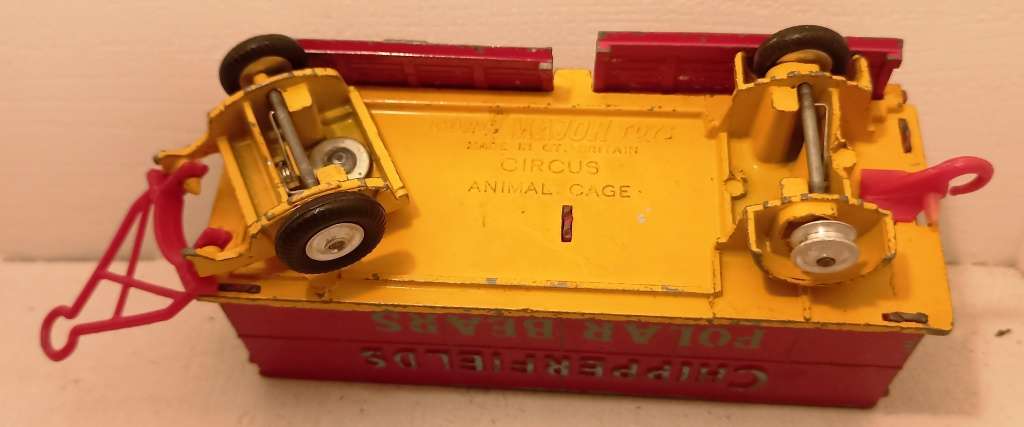 MAJOR TOYS
MADE IN GT. BRITAIN
CIRCUS
ANIMAL CAGE
POLAR BEARS
CHIPPERFIELDS